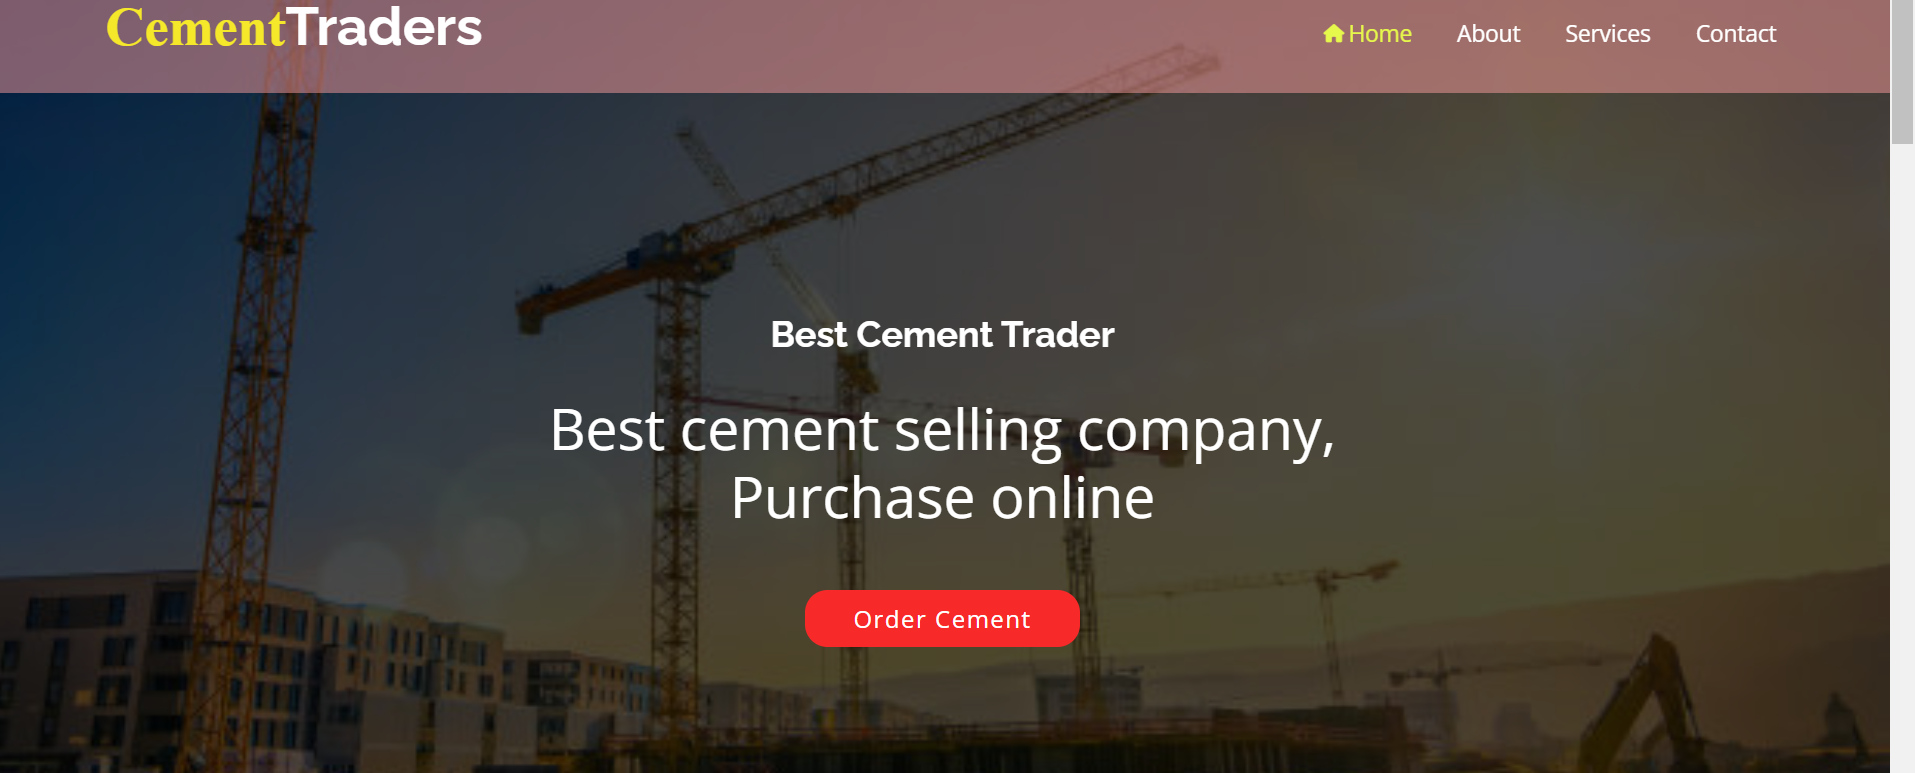 CementTraders
Home About Services Contact
Best Cement Trader
Best cement selling company,
Purchase online
Order Cement